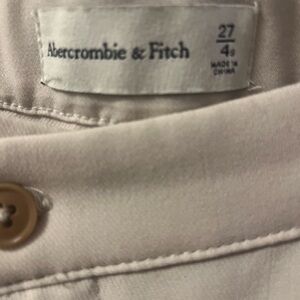 Abercrombie & Fitch
27
4S
MADE IN
CHINA